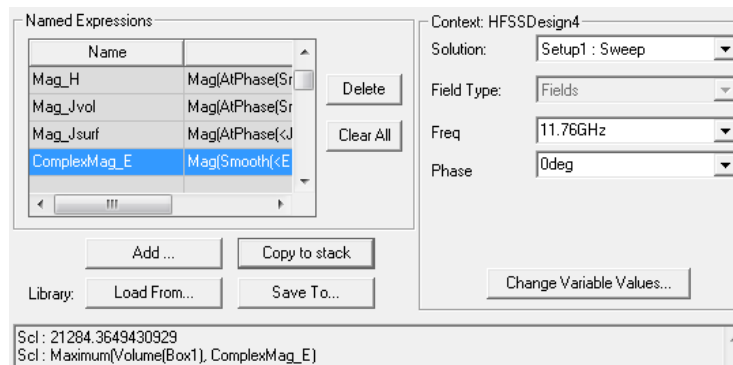 Named Expressions
Name
Mag_H Mag(AtPhase(Sr
Mag_Jvol Mag(AtPhase(Sr
Mag_Jsurf Mag(AtPhase(<J
ComplexMag_E Mag(Smooth(<E
Delete
Clear All
Add ... Copy to stack
Library: Load From... Save To...
Context: HFSSDesign4
Solution: Setup1 : Sweep
Field Type: Fields
Freq 11.76GHz
Phase 0deg
Change Variable Values...
Scl : 21284.3649430929
Scl : Maximum(Volume(Box1), ComplexMag_E)